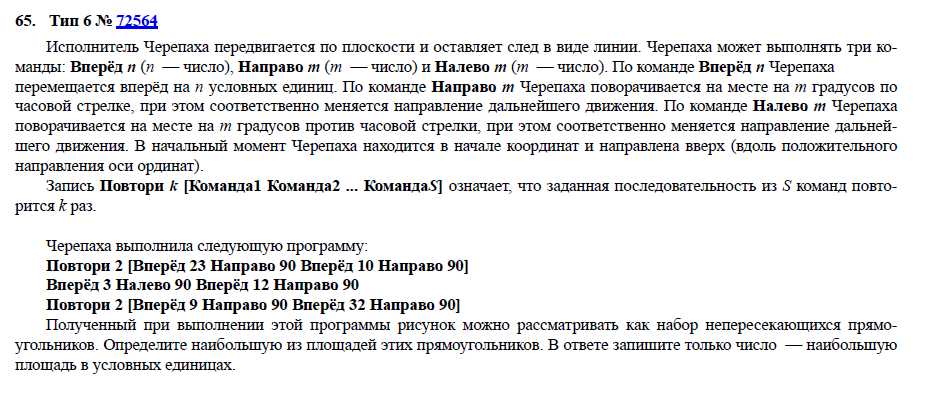 65. Тип 6 № 72564
Исполнитель Черепаха передвигается по плоскости и оставляет след в виде линии. Черепаха может выполнять три ко-
манды: Вперёд n (n — число), Направо m (m — число) и Налево m (m — число). По команде Вперёд n Черепаха
перемещается вперёд на n условных единиц. По команде Направо m Черепаха поворачивается на месте на m градусов по
часовой стрелке, при этом соответственно меняется направление дальнейшего движения. По команде Налево m Черепаха
поворачивается на месте на m градусов против часовой стрелки, при этом соответственно меняется направление дальней-
шего движения. В начальный момент Черепаха находится в начале координат и направлена вверх (вдоль положительного
направления оси ординат).
Запись Повтори k [Команда1 Команда2 ... КомандаS] означает, что заданная последовательность из S команд повто-
рится k раз.
Черепаха выполнила следующую программу:
Повтори 2 [Вперёд 23 Направо 90 Вперёд 10 Направо 90]
Вперёд 3 Налево 90 Вперёд 12 Направо 90
Повтори 2 [Вперёд 9 Направо 90 Вперёд 32 Направо 90]
Полученный при выполнении этой программы рисунок можно рассматривать как набор непересекающихся прямо-
угольников. Определите наибольшую из площадей этих прямоугольников. В ответе запишите только число — наибольшую
площадь в условных единицах.